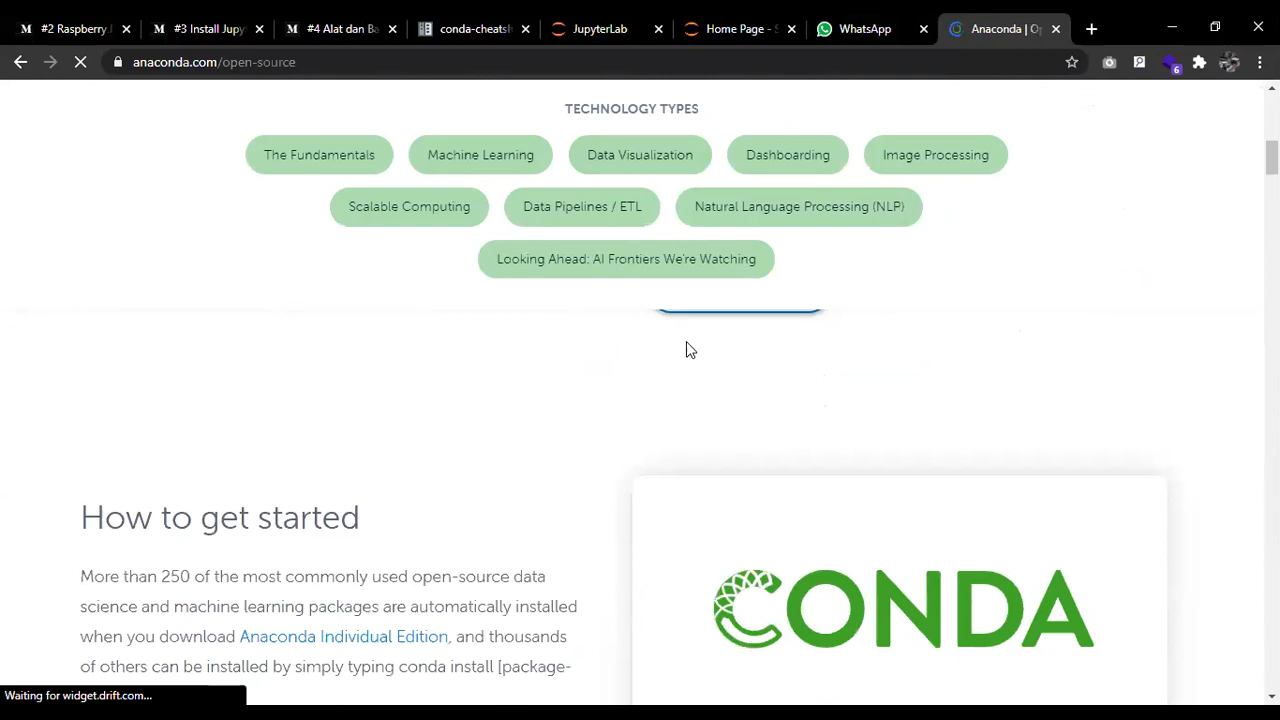 #2 Raspberry
#3 Install Jupy
#4 Alat dan Ba
conda-cheatsh
JupyterLab
Home Page - S
WhatsApp
Anaconda | Op
anaconda.com/open-source
6
TECHNOLOGY TYPES
The Fundamentals
Machine Learning
Data Visualization
Dashboarding
Image Processing
Scalable Computing
Data Pipelines / ETL
Natural Language Processing (NLP)
Looking Ahead: AI Frontiers We're Watching
How to get started
More than 250 of the most commonly used open-source data
science and machine learning packages are automatically installed
when you download Anaconda Individual Edition, and thousands
of others can be installed by simply typing conda install [package-
CONDA
Waiting for widget.drift.com...